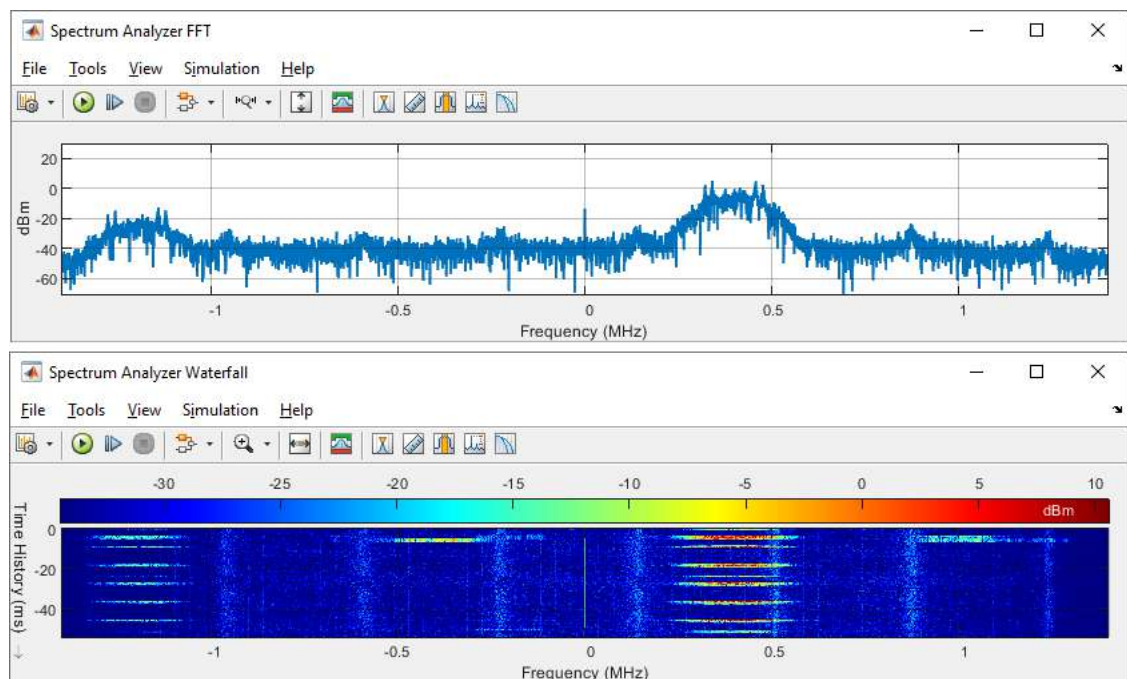 Spectrum Analyzer FFT
File Tools View Simulation Help
20
0
-20
-40
-60
dBm
-1 -0.5 0 0.5 1
Frequency (MHz)
Spectrum Analyzer Waterfall
File Tools View Simulation Help
-30 -25 -20 -15 -10 -5 0 5 10
dBm
Time History (ms)
0
-20
-40
-1 -0.5 0 0.5 1
Frequency (MHz)